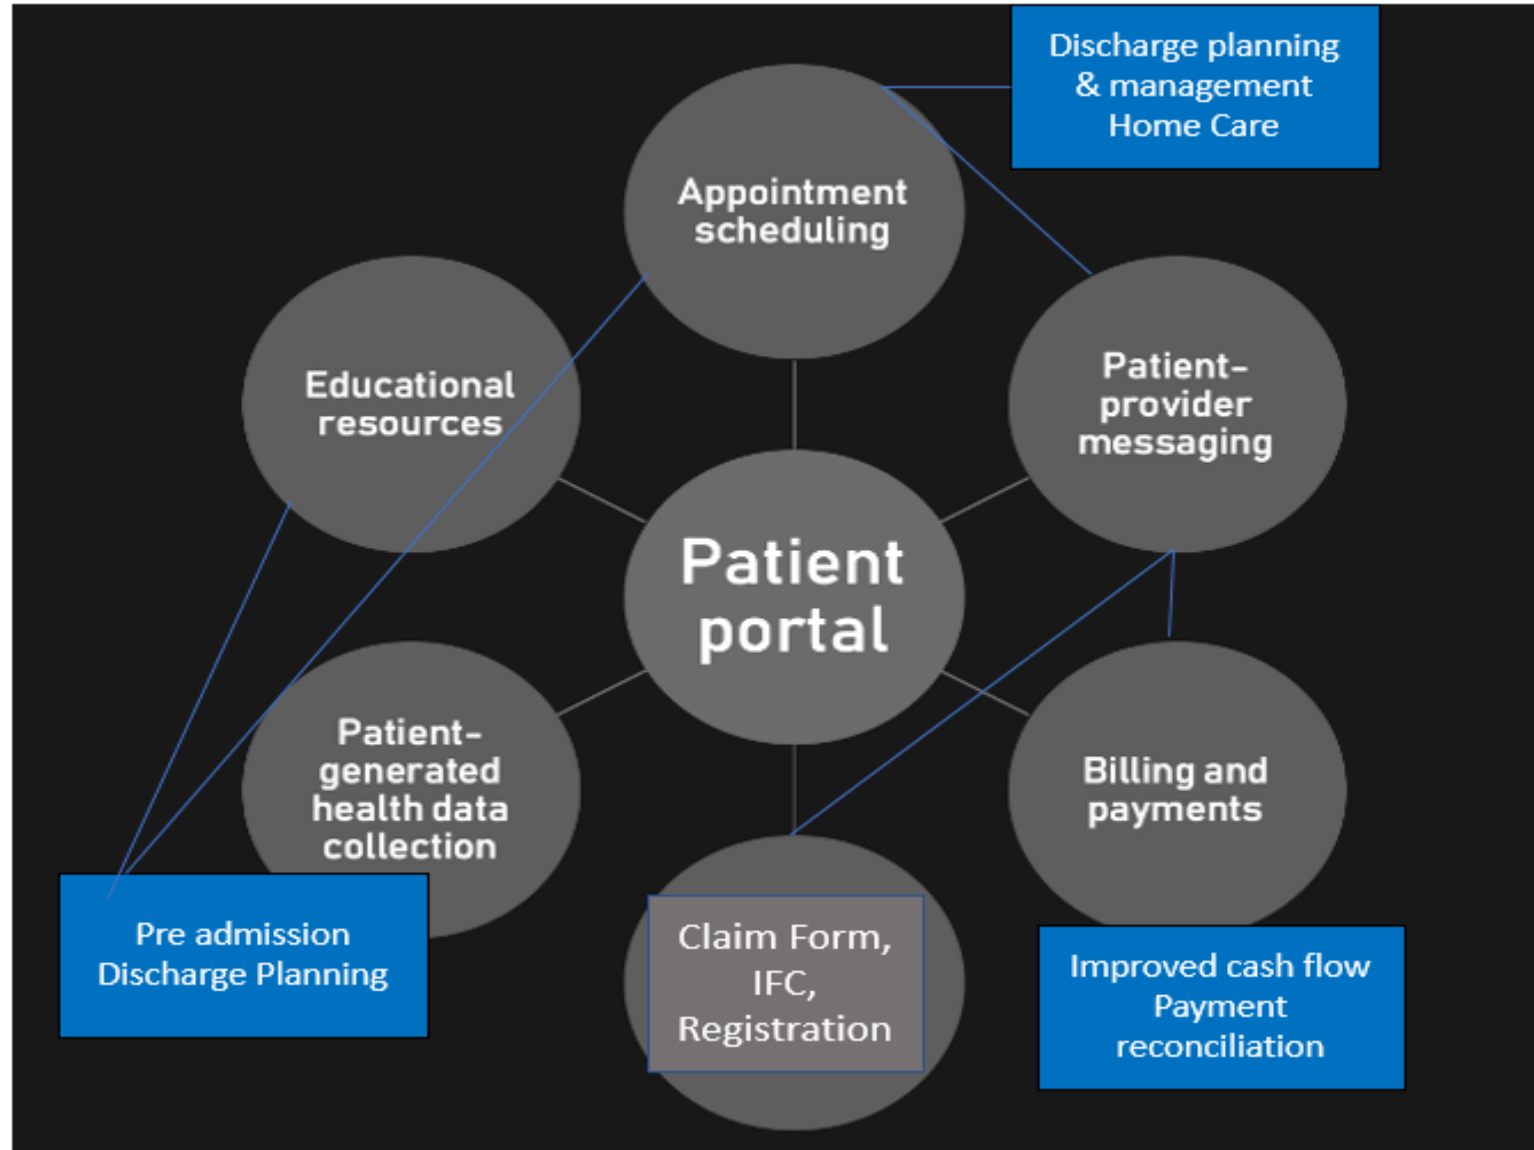 Discharge planning
& management
Home Care
Appointment
scheduling
Educational
resources
Patient-
provider
messaging
Patient
portal
Patient-
generated
health data
collection
Billing and
payments
Pre admission
Discharge Planning
Claim Form,
IFC,
Registration
Improved cash flow
Payment
reconciliation